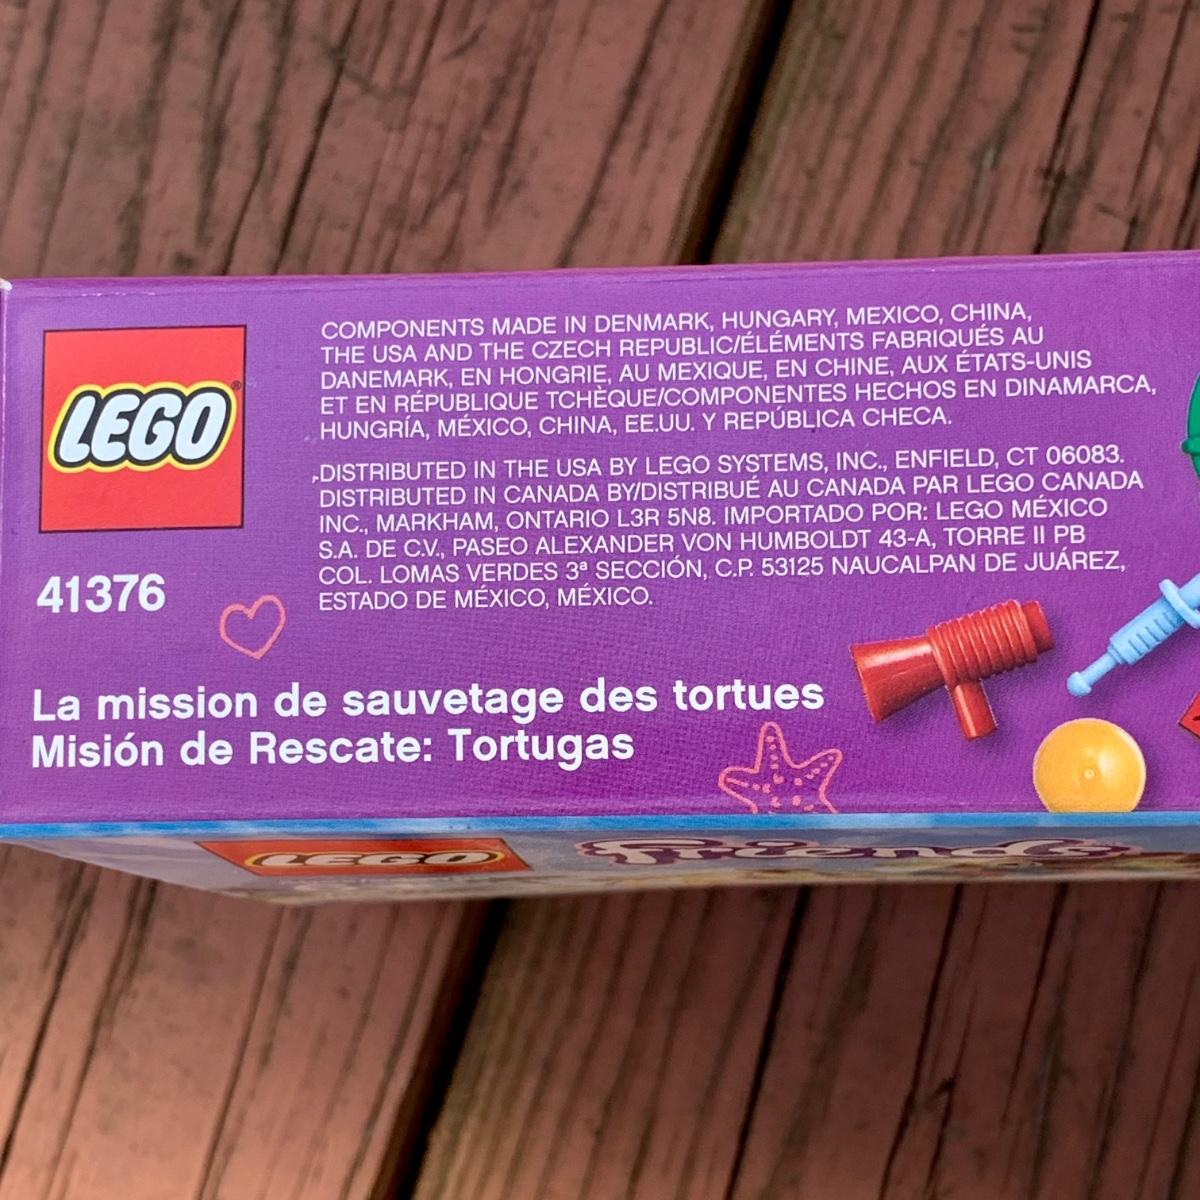 LEGO®
41376
COMPONENTS MADE IN DENMARK, HUNGARY, MEXICO, CHINA,
THE USA AND THE CZECH REPUBLIC/ÉLÉMENTS FABRIQUÉS AU
DANEMARK, EN HONGRIE, AU MEXIQUE, EN CHINE, AUX ÉTATS-UNIS
ET EN RÉPUBLIQUE TCHÈQUE/COMPONENTES HECHOS EN DINAMARCA,
HUNGRÍA, MÉXICO, CHINA, EE.UU. Y REPÚBLICA CHECA.
DISTRIBUTED IN THE USA BY LEGO SYSTEMS, INC., ENFIELD, CT 06083.
DISTRIBUTED IN CANADA BY/DISTRIBUÉ AU CANADA PAR LEGO CANADA
INC., MARKHAM, ONTARIO L3R 5N8. IMPORTADO POR: LEGO MÉXICO
S.A. DE C.V., PASEO ALEXANDER VON HUMBOLDT 43-A, TORRE II PB
COL. LOMAS VERDES 3ª SECCIÓN, C.P. 53125 NAUCALPAN DE JUÁREZ,
ESTADO DE MÉXICO, MÉXICO.
La mission de sauvetage des tortues
Misión de Rescate: Tortugas
LEGO
friends